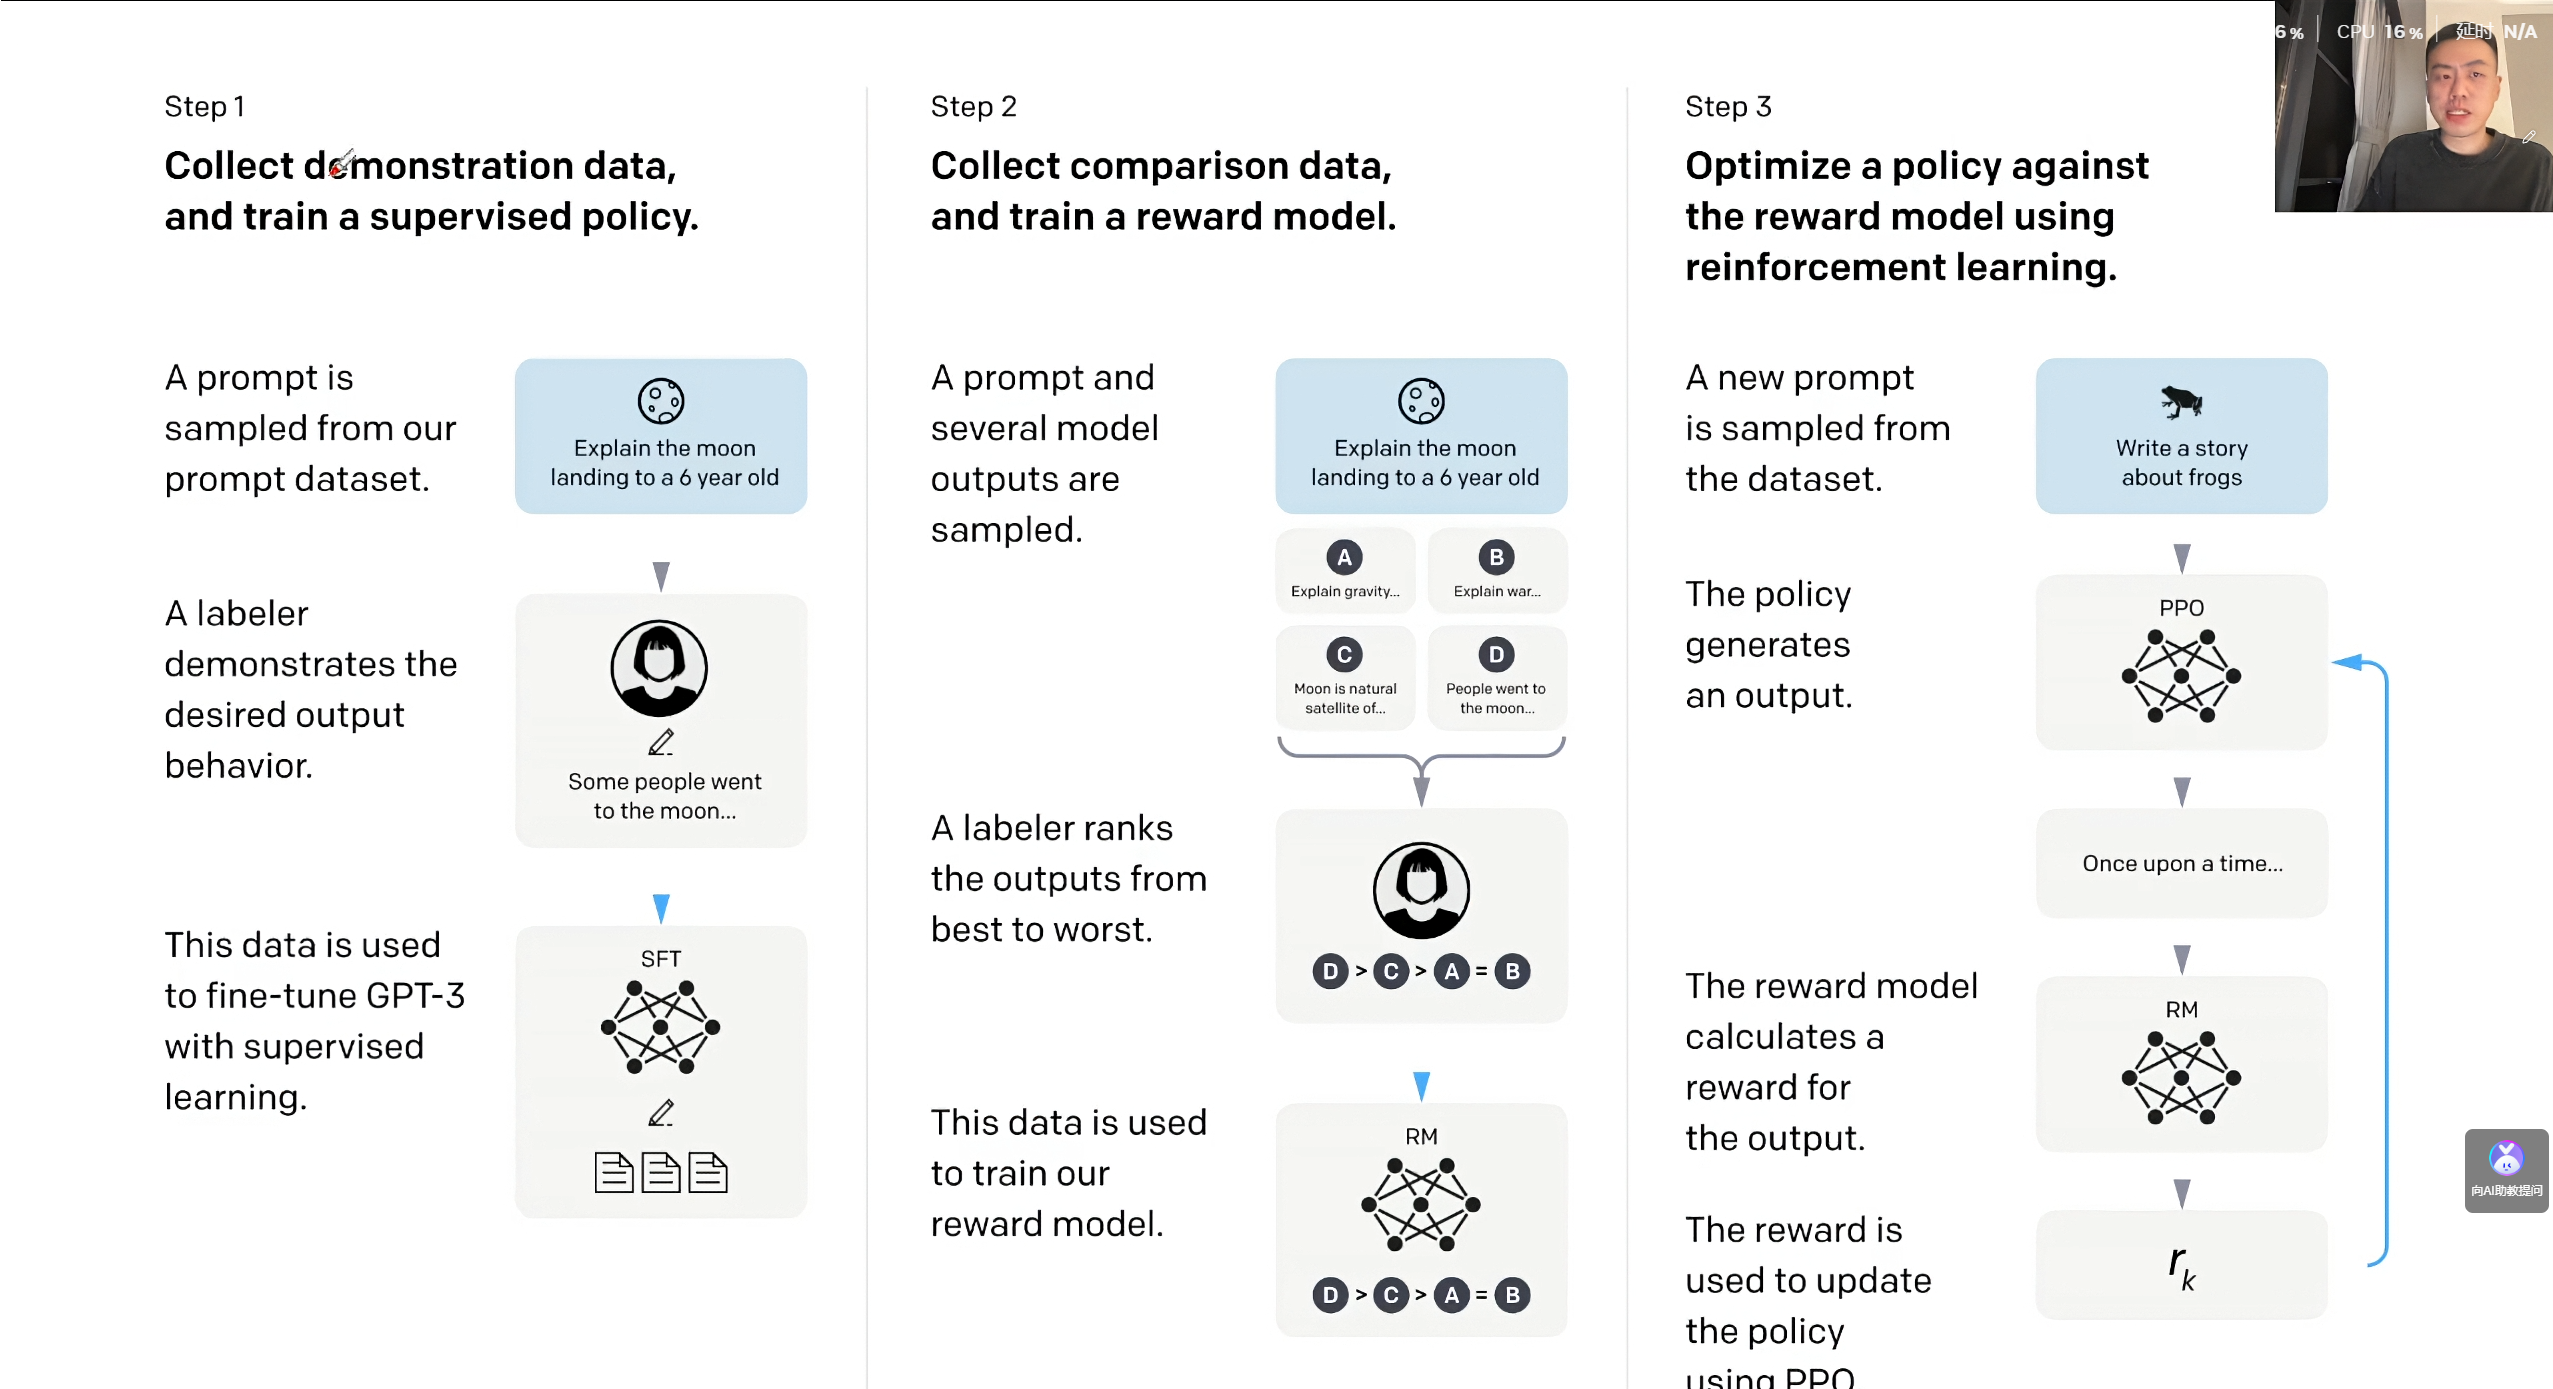 6%
CPU 16%
延时 N/A
Step 1
Collect demonstration data,
and train a supervised policy.
A prompt is
sampled from our
prompt dataset.
Explain the moon
landing to a 6 year old
A labeler
demonstrates the
desired output
behavior.
Some people went
to the moon...
This data is used
to fine-tune GPT-3
with supervised
learning.
SFT
Step 2
Collect comparison data,
and train a reward model.
A prompt and
several model
outputs are
sampled.
Explain the moon
landing to a 6 year old
A
Explain gravity...
B
Explain war...
C
Moon is natural
satellite of...
D
People went to
the moon...
A labeler ranks
the outputs from
best to worst.
D > C > A = B
This data is used
to train our
reward model.
RM
D > C > A = B
Step 3
Optimize a policy against
the reward model using
reinforcement learning.
A new prompt
is sampled from
the dataset.
Write a story
about frogs
The policy
generates
an output.
PPO
Once upon a time...
The reward model
calculates a
reward for
the output.
RM
The reward is
used to update
the policy
using PPO
rk
向AI助教提问